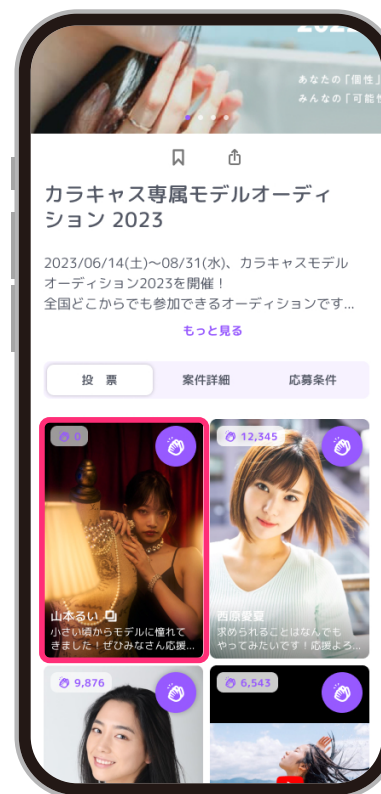 あなたの「個性」
みんなの「可能性
カラキャス専属モデルオーディ
ション 2023
2023/06/14(土)〜08/31(水)、カラキャスモデル
オーディション2023を開催！
全国どこからでも参加できるオーディションです...
もっと見る
投 票
案件詳細
応募条件
0
12,345
山本るい
小さい頃からモデルに憧れて
きました！ぜひみなさん応援...
西原愛夏
求められることはなんでも
やってみたいです！応援よろ...
9,876
6,543